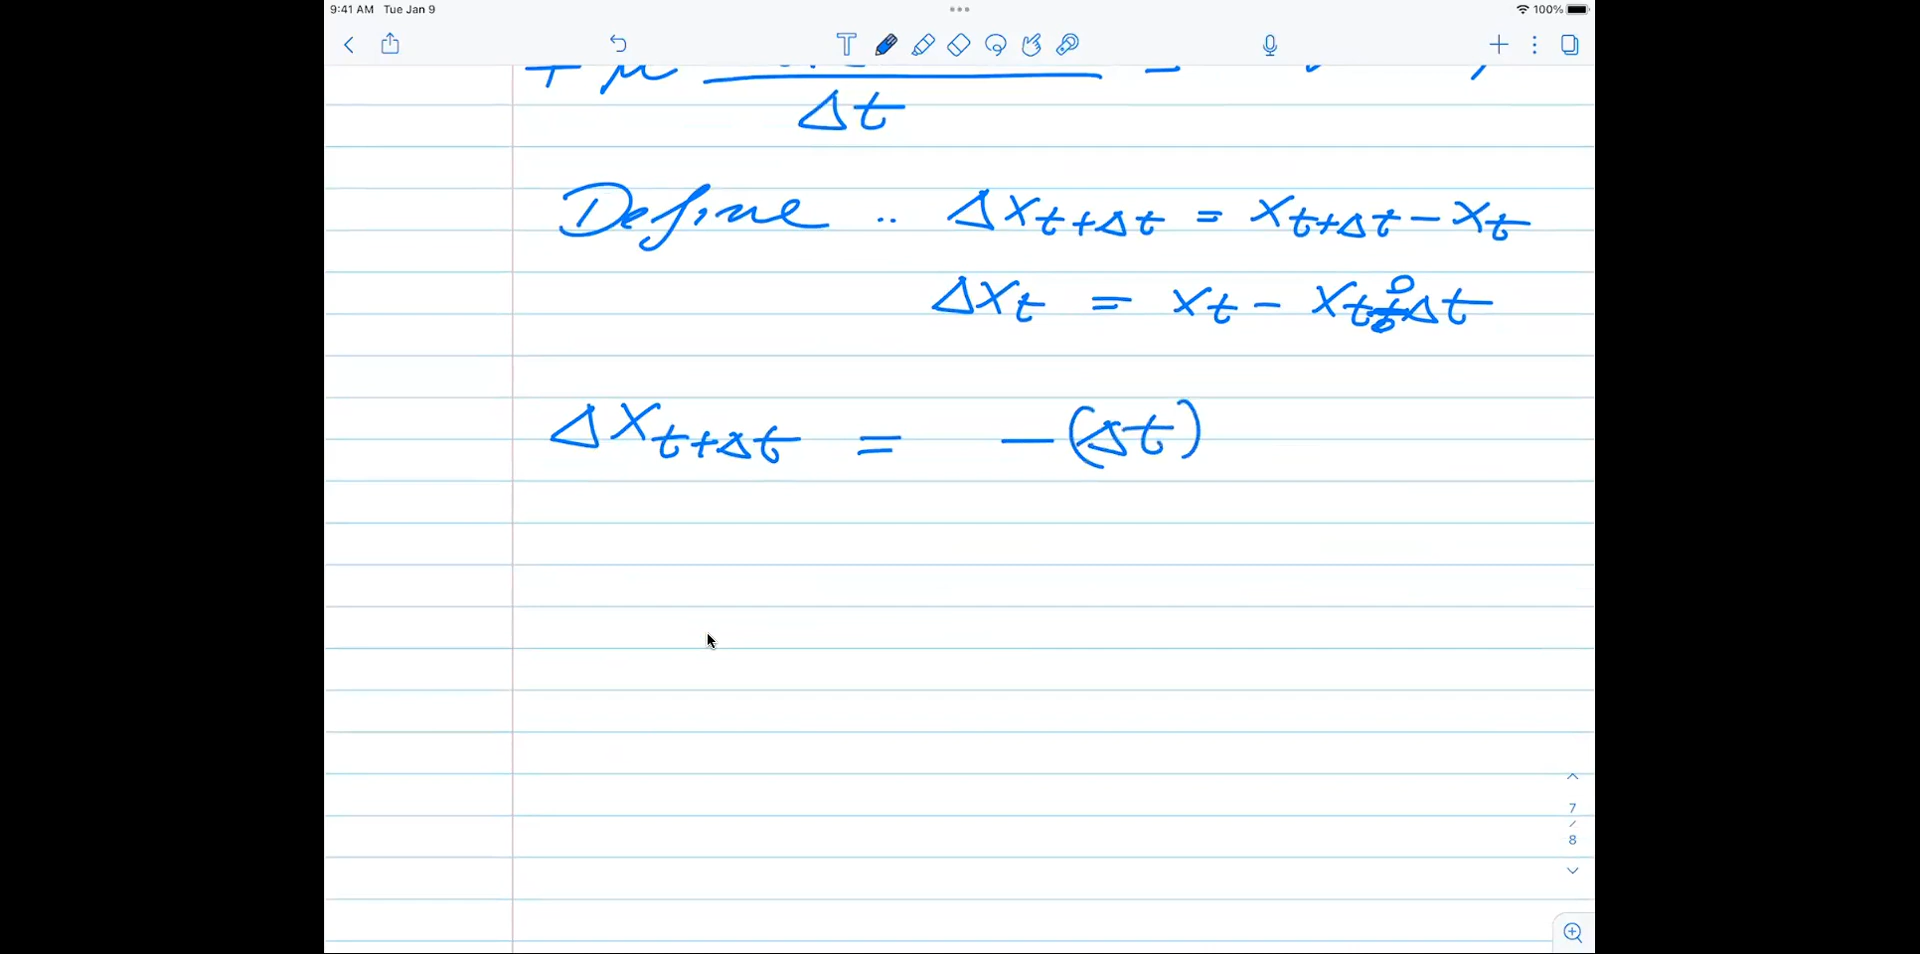 9:41 AM Tue Jan 9
100%
+ μ
Δt
Define : ΔX_{t+Δt} = X_{t+Δt} - X_t
ΔX_t = X_t - X_{t-Δt}
ΔX_{t+Δt} = -(Δt)
7
/
8